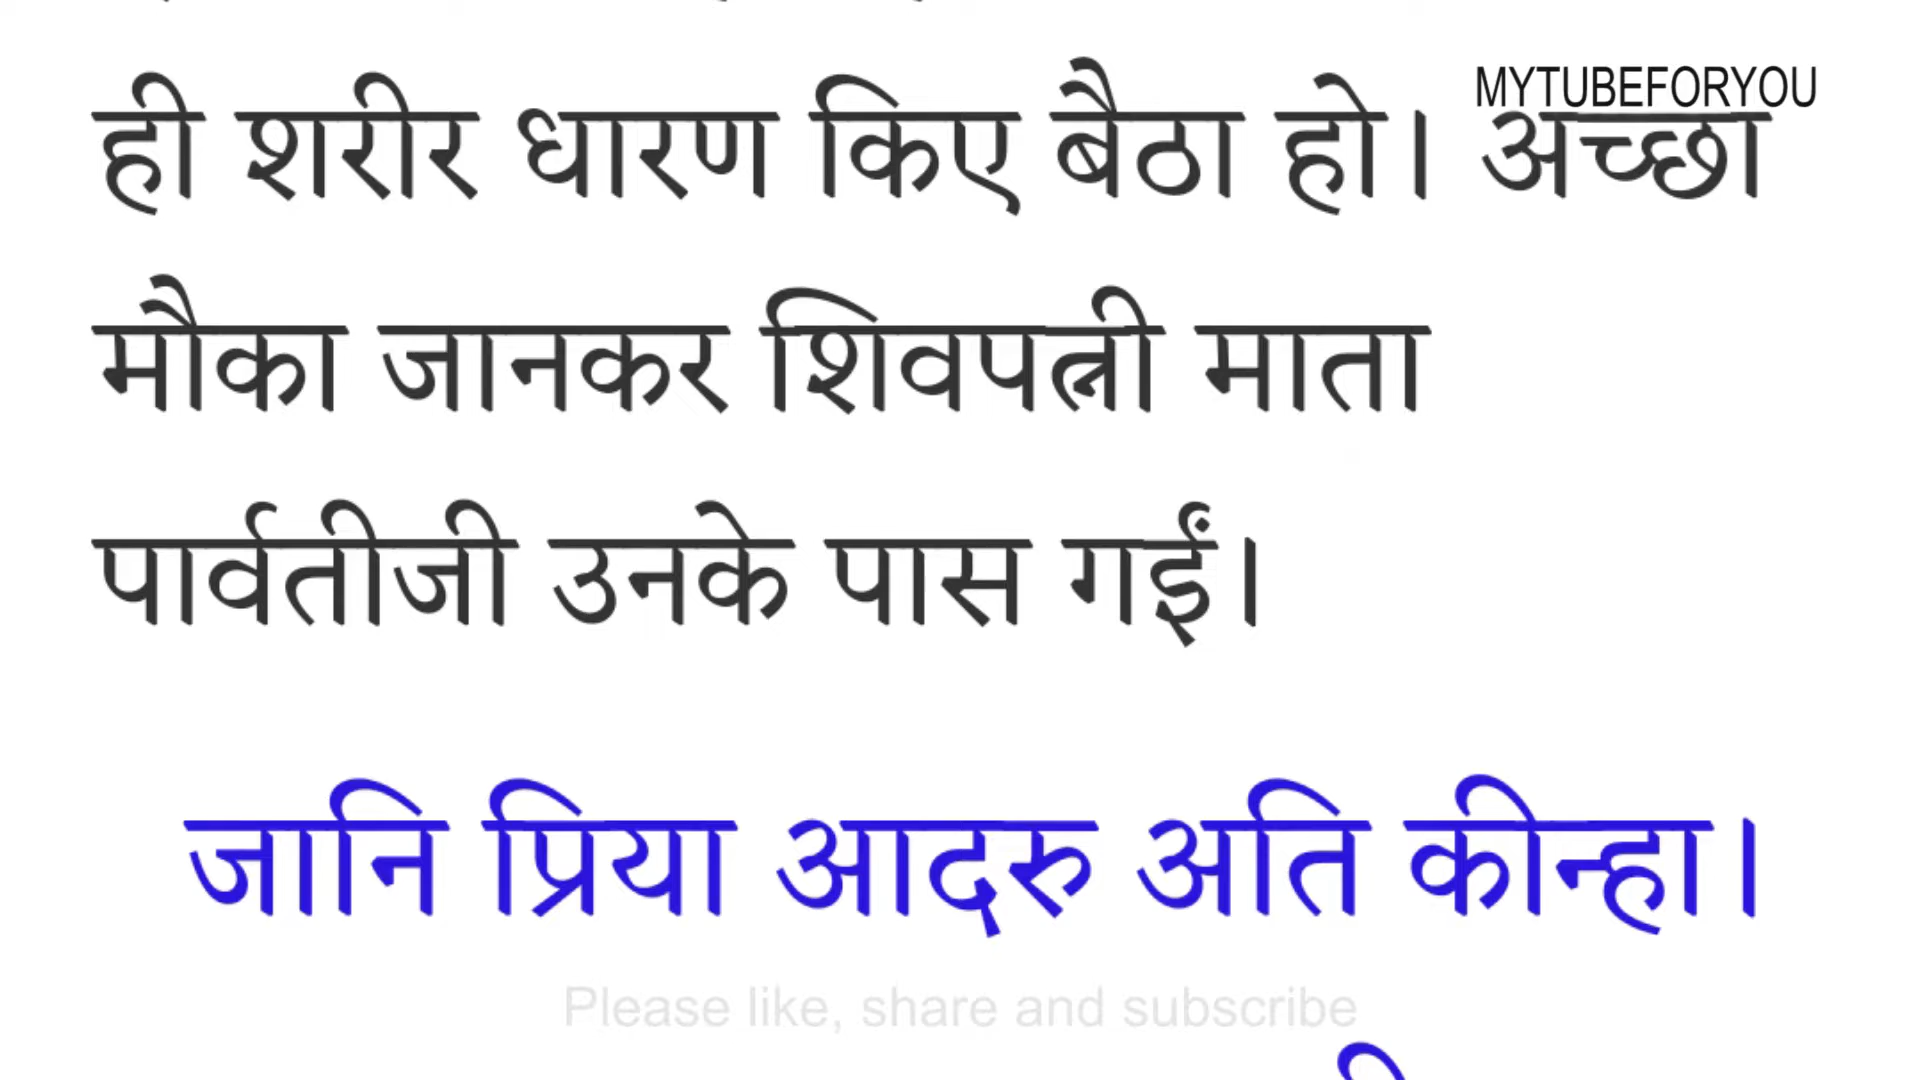 MYTUBEFORYOU
ही शरीर धारण किए बैठा हो। अच्छा
मौका जानकर शिवपत्नी माता
पार्वतीजी उनके पास गईं।
जानि प्रिया आदरु अति कीन्हा।
Please like, share and subscribe